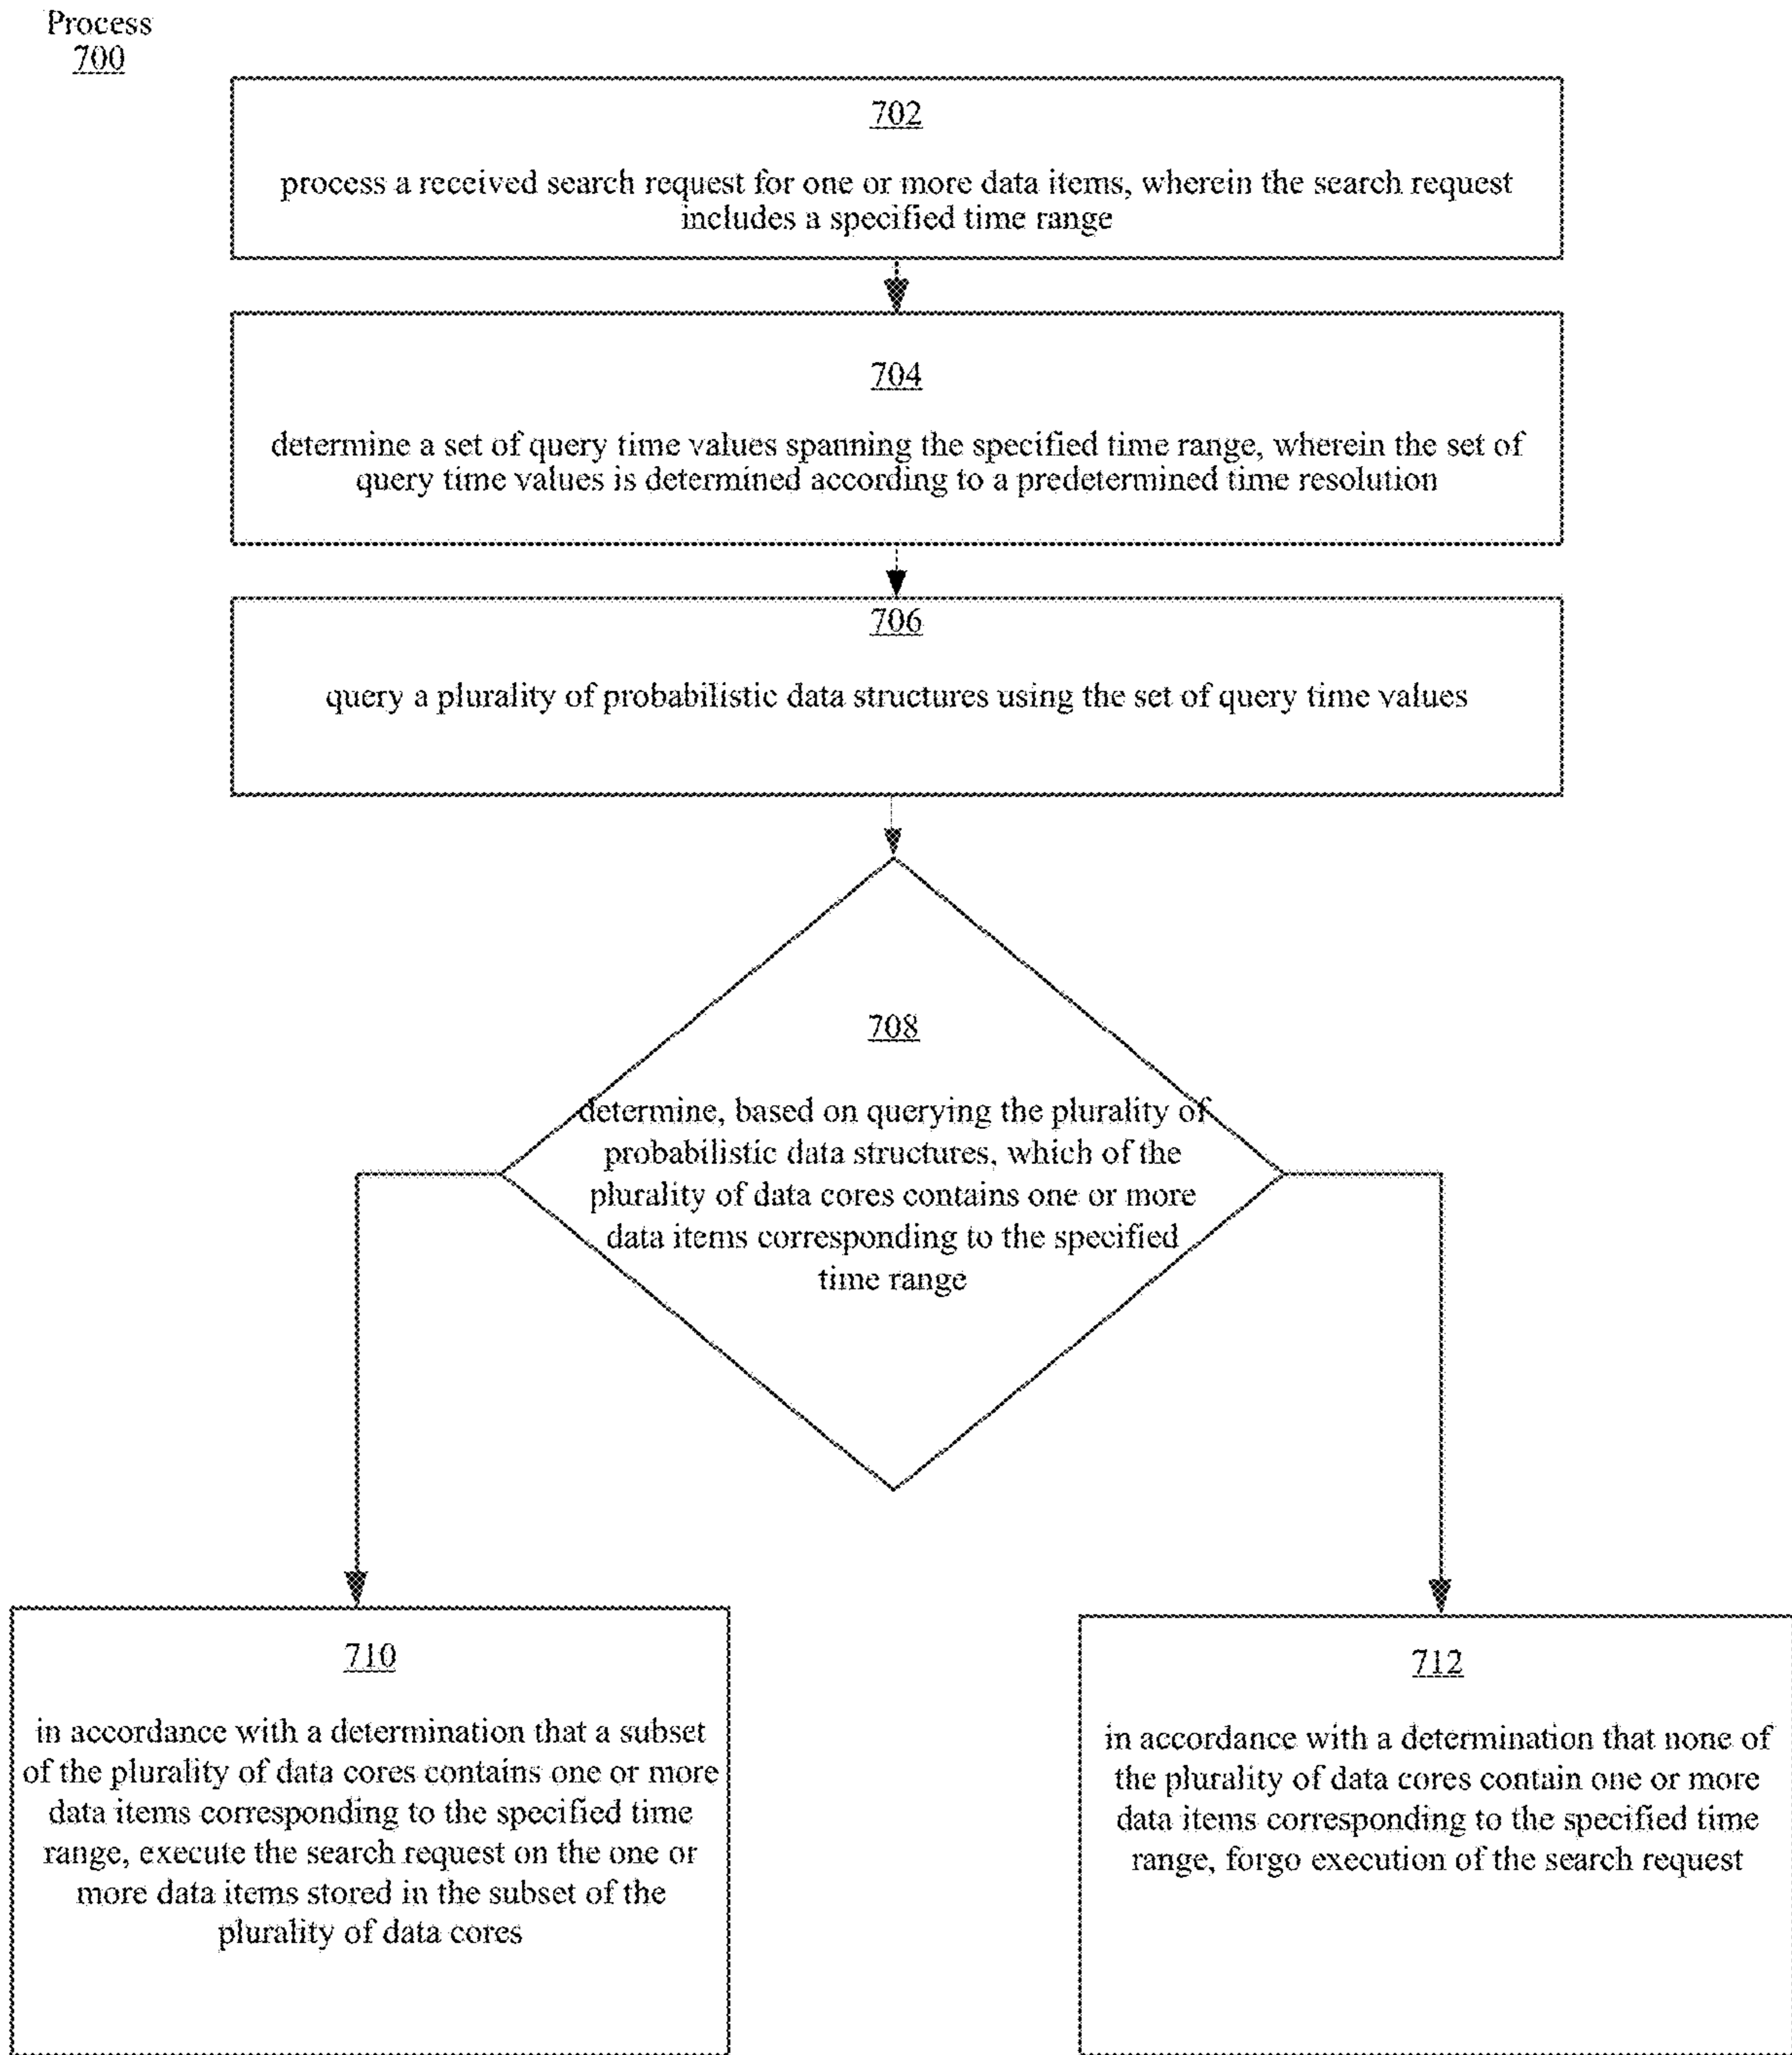 Process
700
702
process a received search request for one or more data items, wherein the search request
includes a specified time range
704
determine a set of query time values spanning the specified time range, wherein the set of
query time values is determined according to a predetermined time resolution
706
query a plurality of probabilistic data structures using the set of query time values
708
determine, based on querying the plurality of
probabilistic data structures, which of the
plurality of data cores contains one or more
data items corresponding to the specified
time range
710
in accordance with a determination that a subset
of the plurality of data cores contains one or more
data items corresponding to the specified time
range, execute the search request on the one or
more data items stored in the subset of the
plurality of data cores
712
in accordance with a determination that none of
the plurality of data cores contain one or more
data items corresponding to the specified time
range, forgo execution of the search request